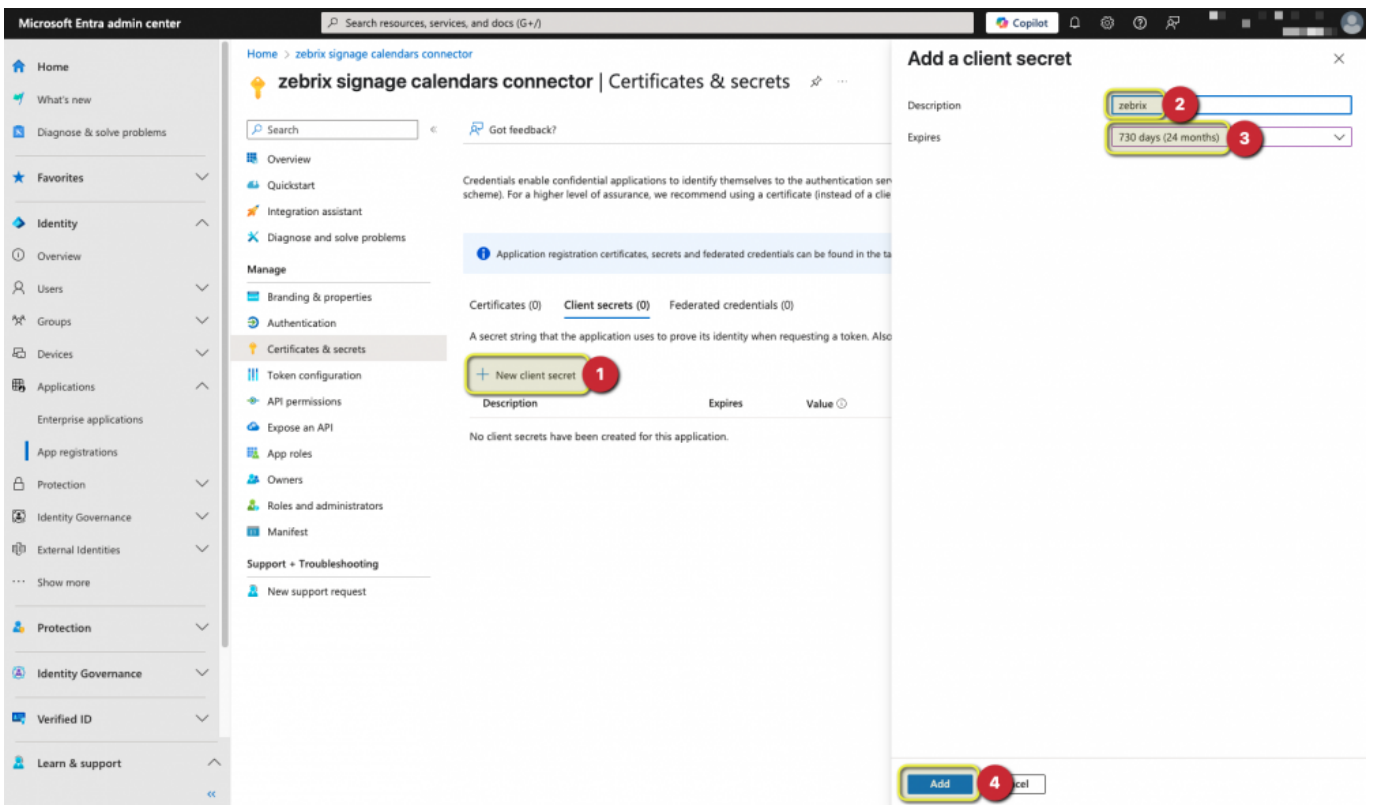 Microsoft Entra admin center
Search resources, services, and docs (G+/)
Copilot
Home
What's new
Diagnose & solve problems
Favorites
Identity
Overview
Users
Groups
Devices
Applications
Enterprise applications
App registrations
Protection
Identity Governance
External Identities
Show more
Protection
Identity Governance
Verified ID
Learn & support
Home > zebrix signage calendars connector
zebrix signage calendars connector | Certificates & secrets
Search
Overview
Quickstart
Integration assistant
Diagnose and solve problems
Manage
Branding & properties
Authentication
Certificates & secrets
Token configuration
API permissions
Expose an API
App roles
Owners
Roles and administrators
Manifest
Support + Troubleshooting
New support request
Got feedback?
Credentials enable confidential applications to identify themselves to the authentication ser
scheme). For a higher level of assurance, we recommend using a certificate (instead of a clie
Application registration certificates, secrets and federated credentials can be found in the ta
Certificates (0) Client secrets (0) Federated credentials (0)
A secret string that the application uses to prove its identity when requesting a token. Also
+ New client secret 1
Description Expires Value
No client secrets have been created for this application.
Add a client secret
Description zebrix 2
Expires 730 days (24 months) 3
Add 4 cel